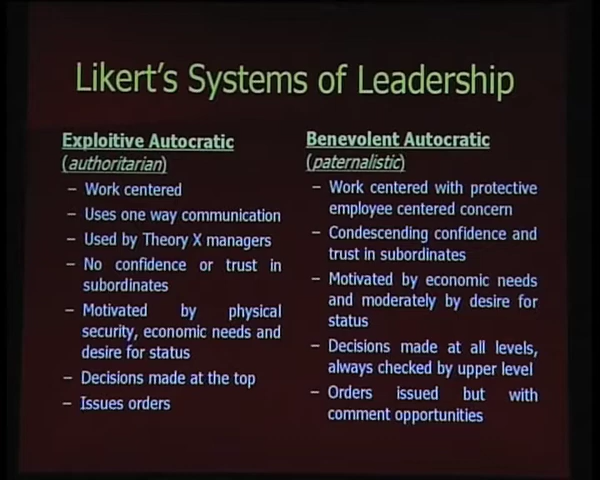 Likert's Systems of Leadership
Exploitive Autocratic
(authoritarian)
– Work centered
– Uses one way communication
– Used by Theory X managers
– No confidence or trust in
subordinates
– Motivated by physical
security, economic needs and
desire for status
– Decisions made at the top
– Issues orders
Benevolent Autocratic
(paternalistic)
– Work centered with protective
employee centered concern
– Condescending confidence and
trust in subordinates
– Motivated by economic needs
and moderately by desire for
status
– Decisions made at all levels,
always checked by upper level
– Orders issued but with
comment opportunities